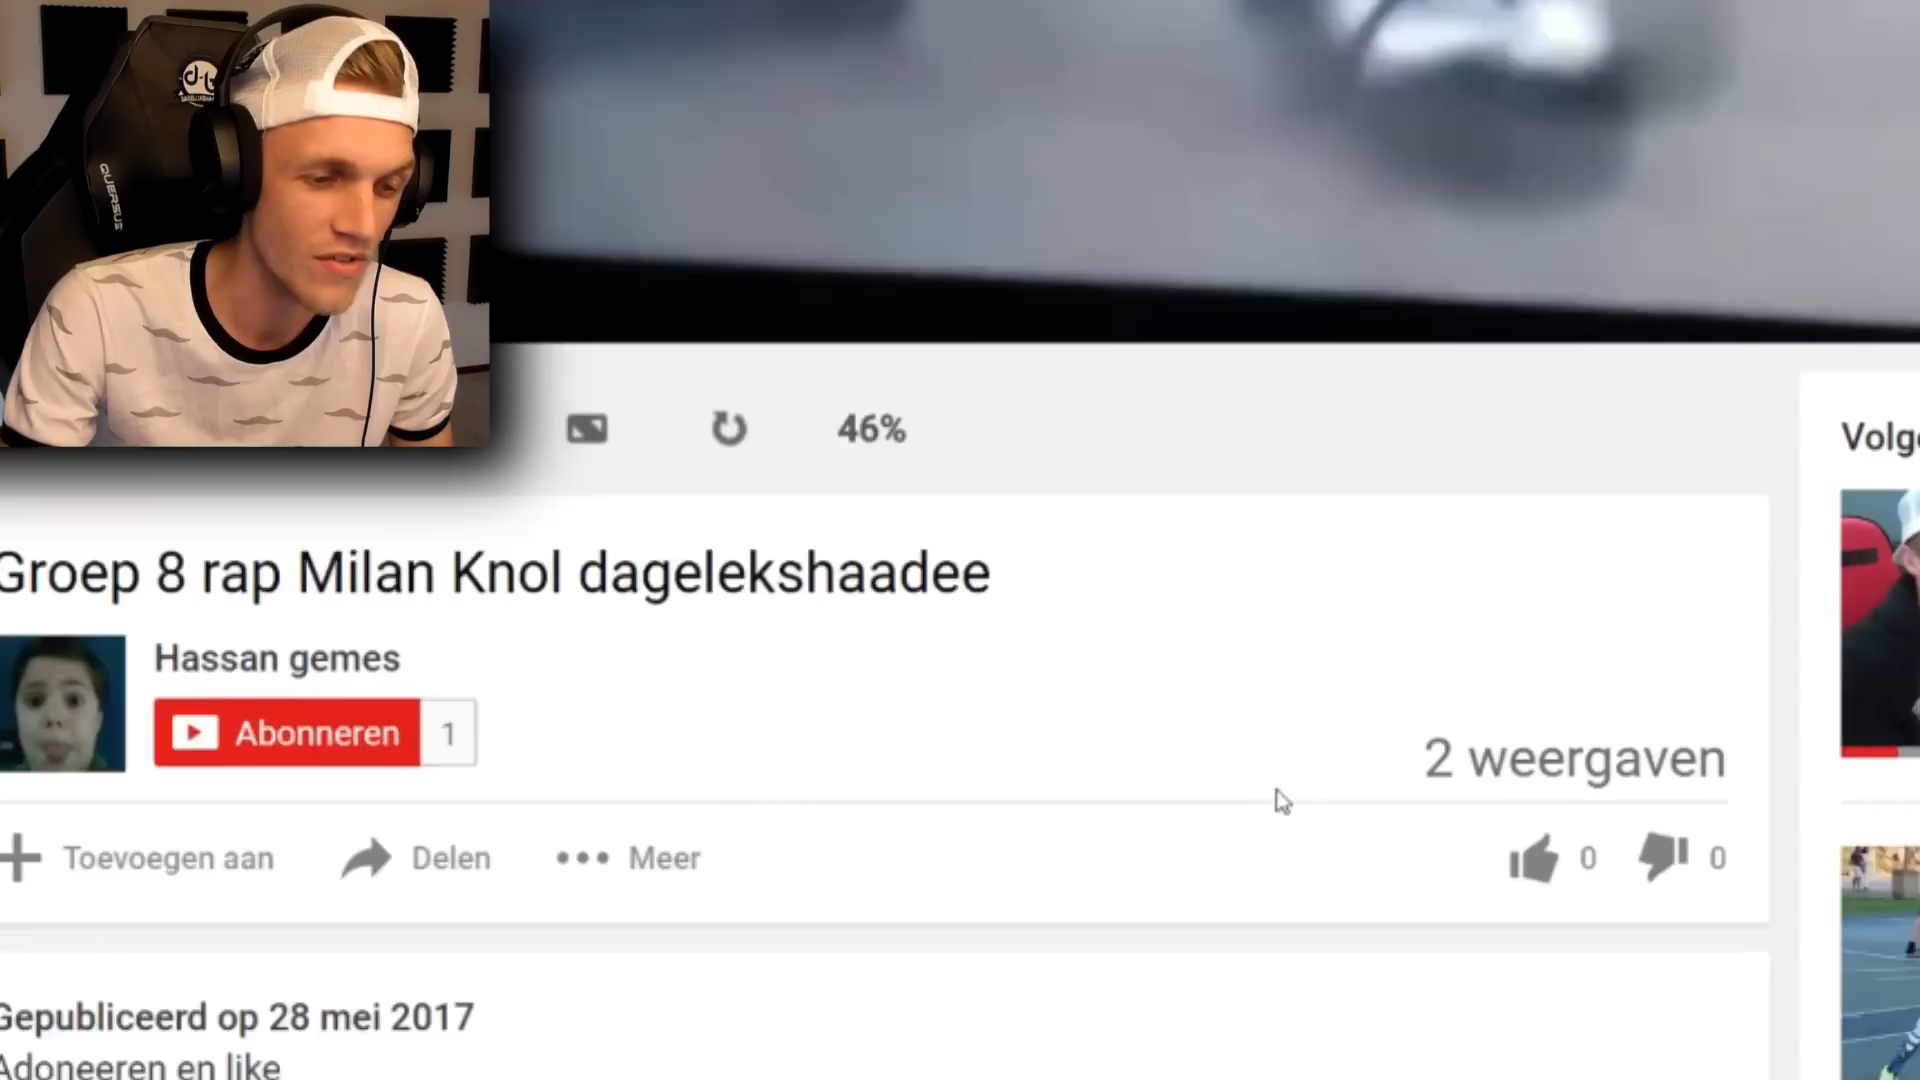 QUERSUS
46%
Volg
Groep 8 rap Milan Knol dagelekshaadee
Hassan gemes
Abonneren 1
2 weergaven
Toevoegen aan Delen Meer 0 0
Gepubliceerd op 28 mei 2017
Adoneeren en like